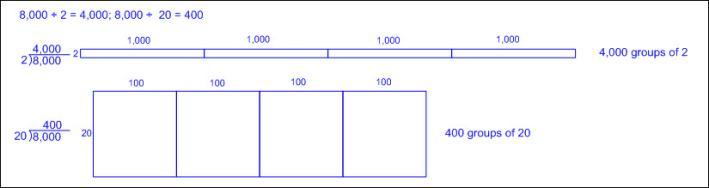 8,000 ÷ 2 = 4,000; 8,000 ÷ 20 = 400
1,000 1,000 1,000 1,000
4,000
2)8,000
2
4,000 groups of 2
100 100 100 100
400
20)8,000
20
400 groups of 20